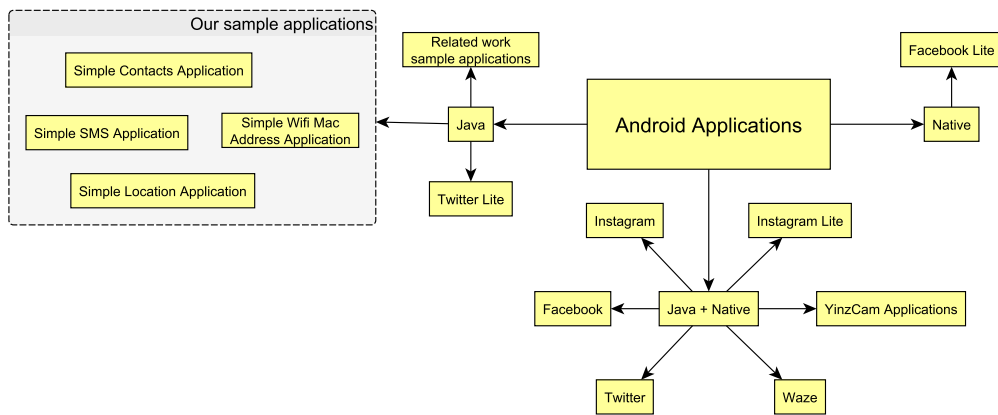 Our sample applications
Simple Contacts Application
Simple SMS Application
Simple Wifi Mac
Address Application
Simple Location Application
Related work
sample applications
Java
Twitter Lite
Android Applications
Facebook Lite
Native
Instagram
Instagram Lite
Facebook
Java + Native
YinzCam Applications
Twitter
Waze